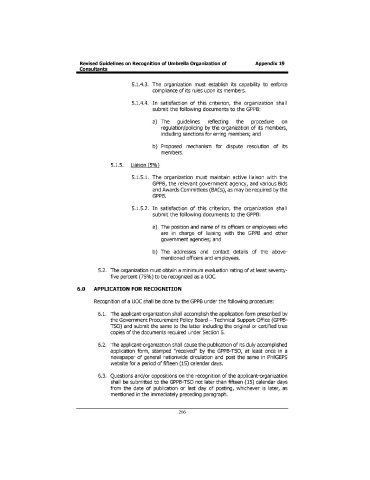 Revised Guidelines on Recognition of Umbrella Organization of Appendix 19
Consultants
5.1.4.3. The organization must establish its capability to enforce
compliance of its rules upon its members.
5.1.4.4. In satisfaction of this criterion, the organization shall
submit the following documents to the GPPB:
a) The guidelines reflecting the procedure on
regulation/policing by the organization of its members,
including sanctions for erring members; and
b) Proposed mechanism for dispute resolution of its
members.
5.1.5. Liaison (5%)
5.1.5.1. The organization must maintain active liaison with the
GPPB, the relevant government agency, and various Bids
and Awards Committees (BACs), as may be required by the
GPPB.
5.1.5.2. In satisfaction of this criterion, the organization shall
submit the following documents to the GPPB:
a) The position and name of its officers or employees who
are in charge of liaising with the GPPB and other
government agencies; and
b) The addresses and contact details of the above-
mentioned officers and employees.
5.2. The organization must obtain a minimum evaluation rating of at least seventy-
five percent (75%) to be recognized as a UOC.
6.0 APPLICATION FOR RECOGNITION
Recognition of a UOC shall be done by the GPPB under the following procedure:
6.1. The applicant-organization shall accomplish the application form prescribed by
the Government Procurement Policy Board – Technical Support Office (GPPB-
TSO) and submit the same to the latter including the original or certified true
copies of the documents required under Section 5.
6.2. The applicant-organization shall cause the publication of its duly accomplished
application form, stamped "received" by the GPPB-TSO, at least once in a
newspaper of general nationwide circulation and post the same in PhilGEPS
website for a period of fifteen (15) calendar days.
6.3. Questions and/or oppositions on the recognition of the applicant-organization
shall be submitted to the GPPB-TSO not later than fifteen (15) calendar days
from the date of publication or last day of posting, whichever is later, as
mentioned in the immediately preceding paragraph.
266